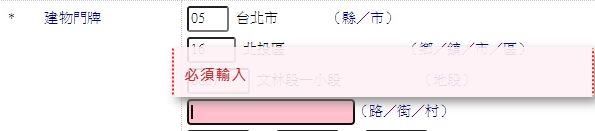 * 建物門牌 05 台北市 （縣／市）
16 北投區 （鄉／鎮／市／區）
必須輸入
文林段一小段 （地段）
（路／街／村）